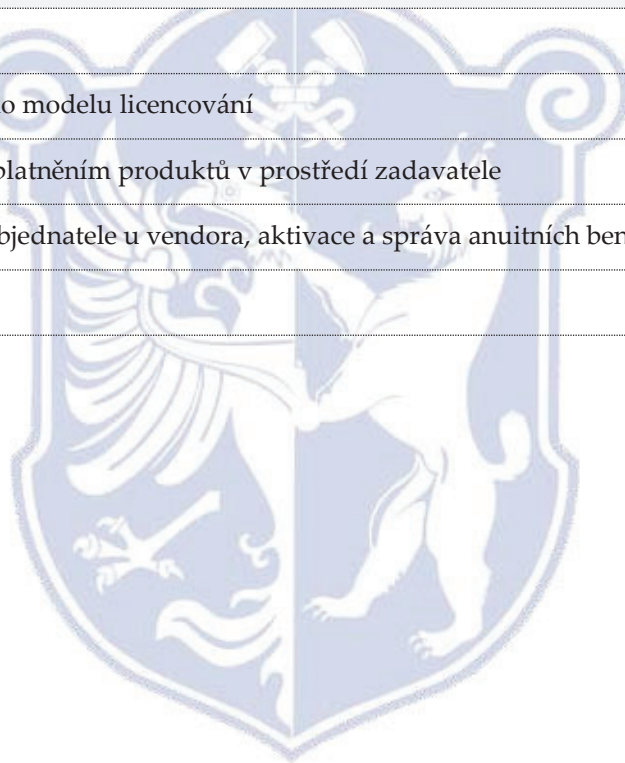 o modelu licencování
platněním produktů v prostředí zadavatele
bjednatele u vendora, aktivace a správa anuitních ben